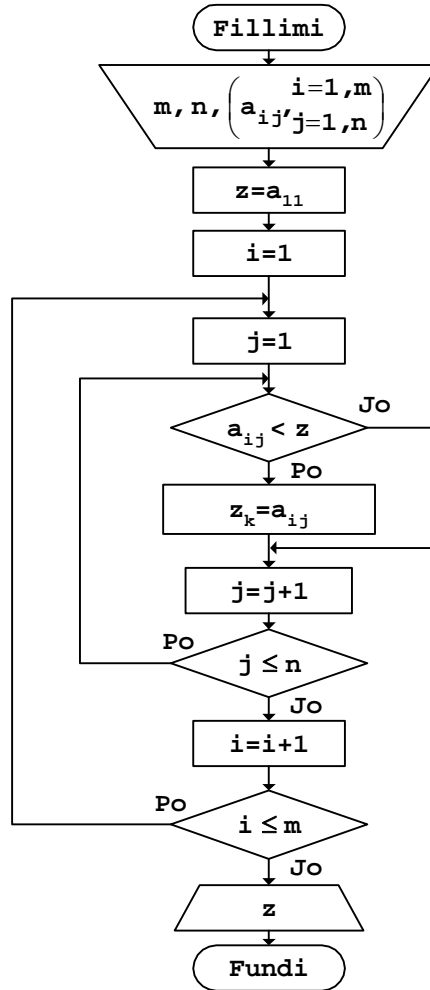 Fillimi
m, n, (a_ij, i=1,m j=1,n)
z=a_11
i=1
j=1
Jo
a_ij < z
Po
z_k=a_ij
j=j+1
Po
j ≤ n
Jo
i=i+1
Po
i ≤ m
Jo
z
Fundi